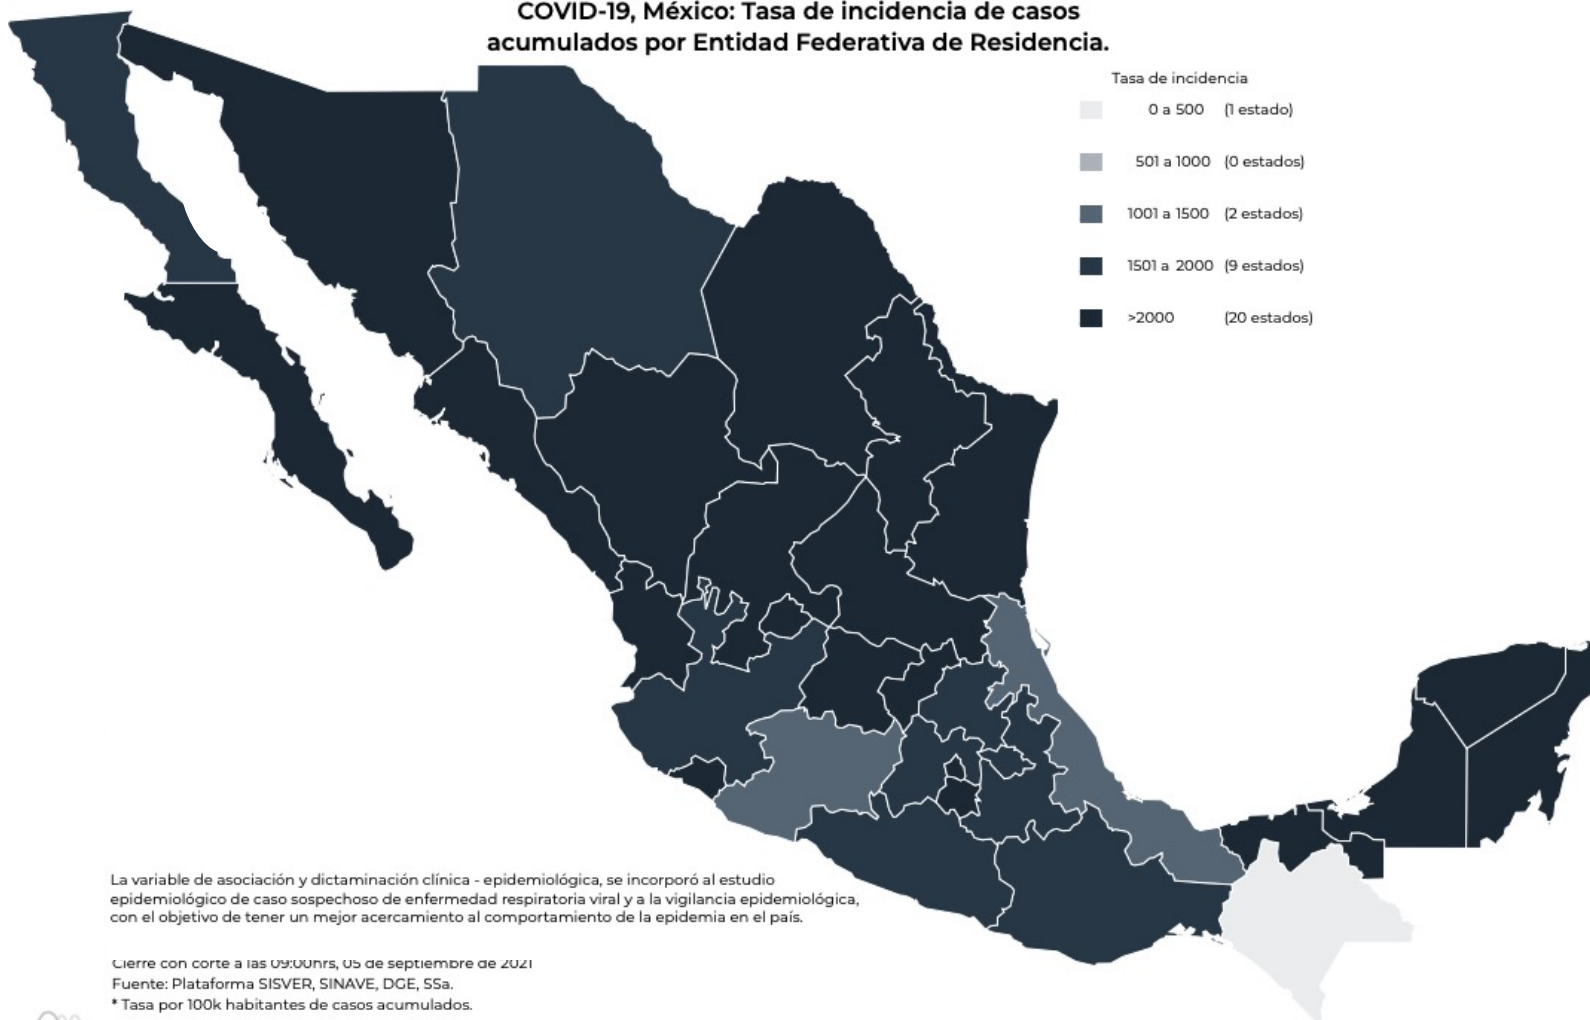 COVID-19, México: Tasa de incidencia de casos
acumulados por Entidad Federativa de Residencia.
Tasa de incidencia
0 a 500 (1 estado)
501 a 1000 (0 estados)
1001 a 1500 (2 estados)
1501 a 2000 (9 estados)
>2000 (20 estados)
La variable de asociación y dictaminación clínica - epidemiológica, se incorporó al estudio
epidemiológico de caso sospechoso de enfermedad respiratoria viral y a la vigilancia epidemiológica,
con el objetivo de tener un mejor acercamiento al comportamiento de la epidemia en el país.
Cierre con corte a las 09:00hrs, 05 de septiembre de 2021
Fuente: Plataforma SISVER, SINAVE, DGE, SSa.
* Tasa por 100k habitantes de casos acumulados.